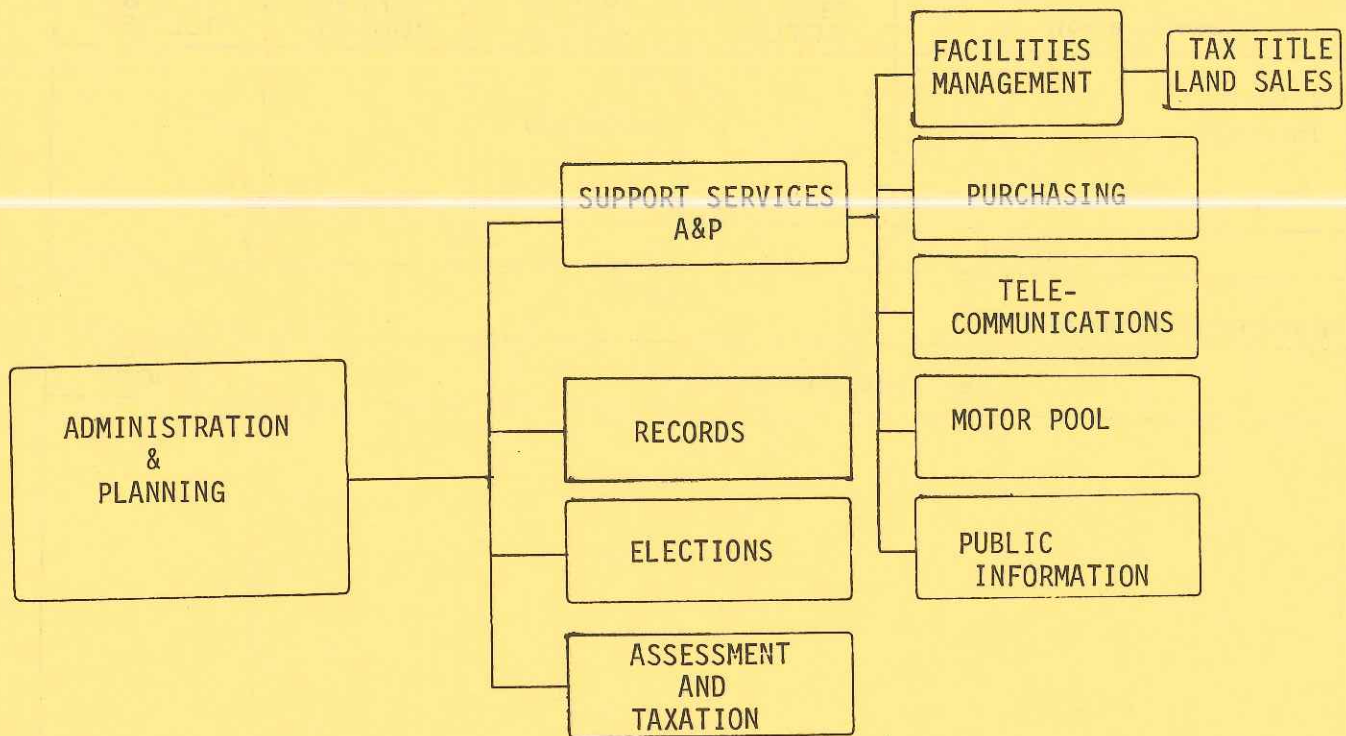 ADMINISTRATION
&
PLANNING
SUPPORT SERVICES
A&P
RECORDS
ELECTIONS
ASSESSMENT
AND
TAXATION
FACILITIES
MANAGEMENT
TAX TITLE
LAND SALES
PURCHASING
TELE-
COMMUNICATIONS
MOTOR POOL
PUBLIC
INFORMATION